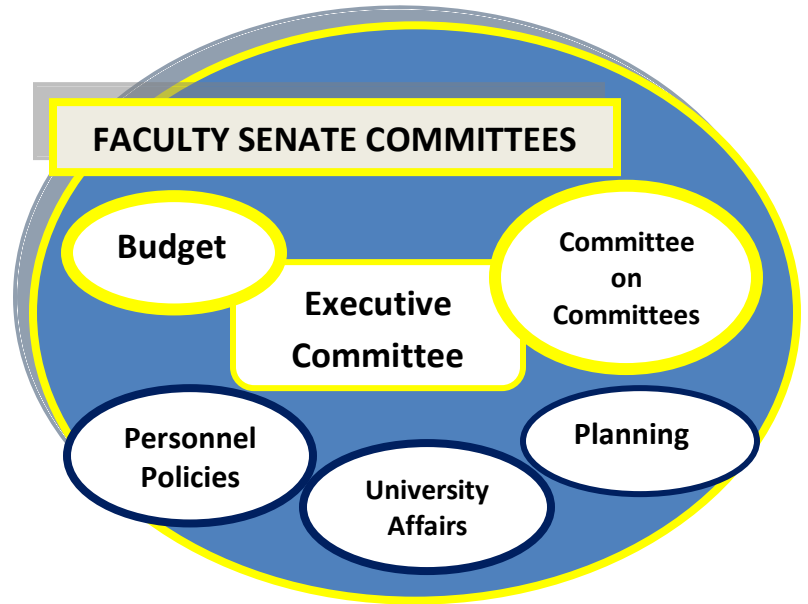 FACULTY SENATE COMMITTEES
Budget
Committee
on
Committees
Executive
Committee
Personnel
Policies
University
Affairs
Planning